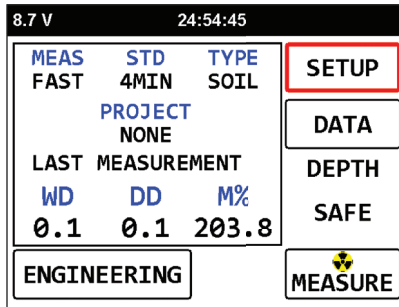 8.7 V 24:54:45
MEAS STD TYPE
FAST 4MIN SOIL
PROJECT
NONE
LAST MEASUREMENT
WD DD M%
0.1 0.1 203.8
ENGINEERING
SETUP
DATA
DEPTH
SAFE
MEASURE